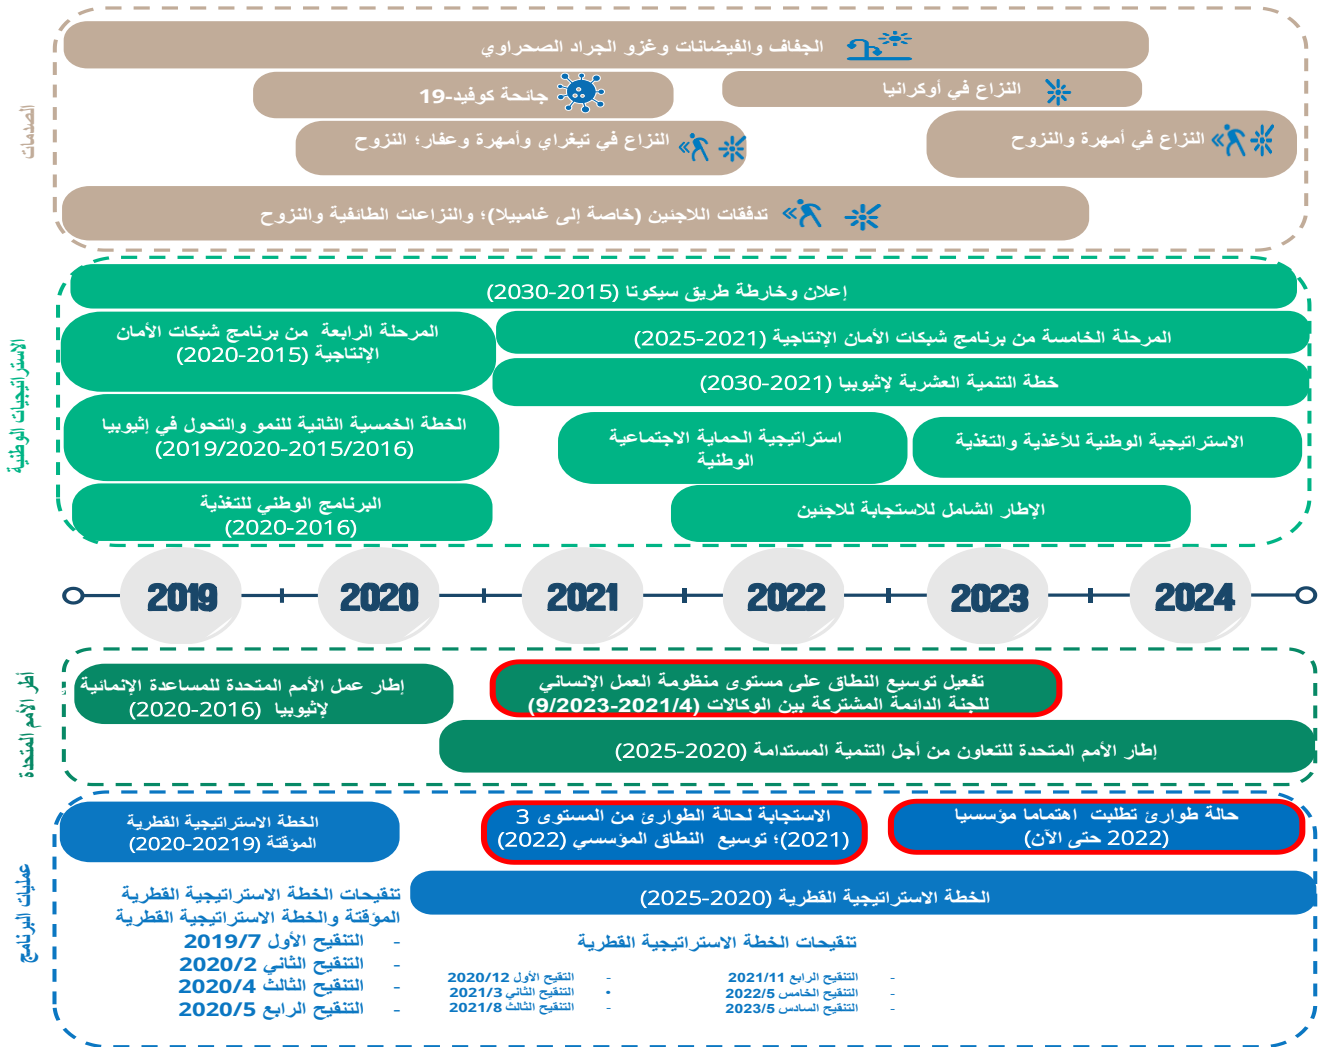 الصدمات
الجفاف والفيضانات وغزو الجراد الصحراوي
جائحة كوفيد-19
النزاع في أوكرانيا
النزاع في تيغراي وأمهرة وعفار؛ النزوح
النزاع في أمهرة والنزوح
تدفقات اللاجئين (خاصة إلى غامبيلا)؛ والنزاعات الطائفية والنزوح
الاستراتيجيات الوطنية
إعلان وخارطة طريق سيكوتا (2015-2030)
المرحلة الرابعة من برنامج شبكات الأمان
الإنتاجية (2015-2020)
المرحلة الخامسة من برنامج شبكات الأمان الإنتاجية (2021-2025)
خطة التنمية العشرية لإثيوبيا (2021-2030)
الخطة الخمسية الثانية للنمو والتحول في إثيوبيا
(2015/2016-2019/2020)
استراتيجية الحماية الاجتماعية
الوطنية
الاستراتيجية الوطنية للأغذية والتغذية
البرنامج الوطني للتغذية
(2016-2020)
الإطار الشامل للاستجابة للاجئين
2019 2020 2021 2022 2023 2024
أطر الأمم المتحدة
إطار عمل الأمم المتحدة للمساعدة الإنمائية
لإثيوبيا (2016-2020)
تفعيل توسيع النطاق على مستوى منظومة العمل الإنساني
للجنة الدائمة المشتركة بين الوكالات (2021/4-9/2023)
إطار الأمم المتحدة للتعاون من أجل التنمية المستدامة (2020-2025)
عمليات البرنامج
الخطة الاستراتيجية القطرية
المؤقتة (20219-2020)
الاستجابة لحالة الطوارئ من المستوى 3
(2021)؛ توسيع النطاق المؤسسي (2022)
حالة طوارئ تطلبت اهتماما مؤسسيا
(2022 حتى الآن)
الخطة الاستراتيجية القطرية (2020-2025)
تنقيحات الخطة الاستراتيجية القطرية
المؤقتة والخطة الاستراتيجية القطرية
- التنقيح الأول 2019/7
- التنقيح الثاني 2020/2
- التنقيح الثالث 2020/4
- التنقيح الرابع 2020/5
تنقيحات الخطة الاستراتيجية القطرية
- التقيح الأول 2020/12
• التنقيح الثاني 2021/3
- التنقيح الثالث 2021/8
- التنقيح الرابع 2021/11
- التنقيح الخامس 2022/5
- التنقيح السادس 2023/5